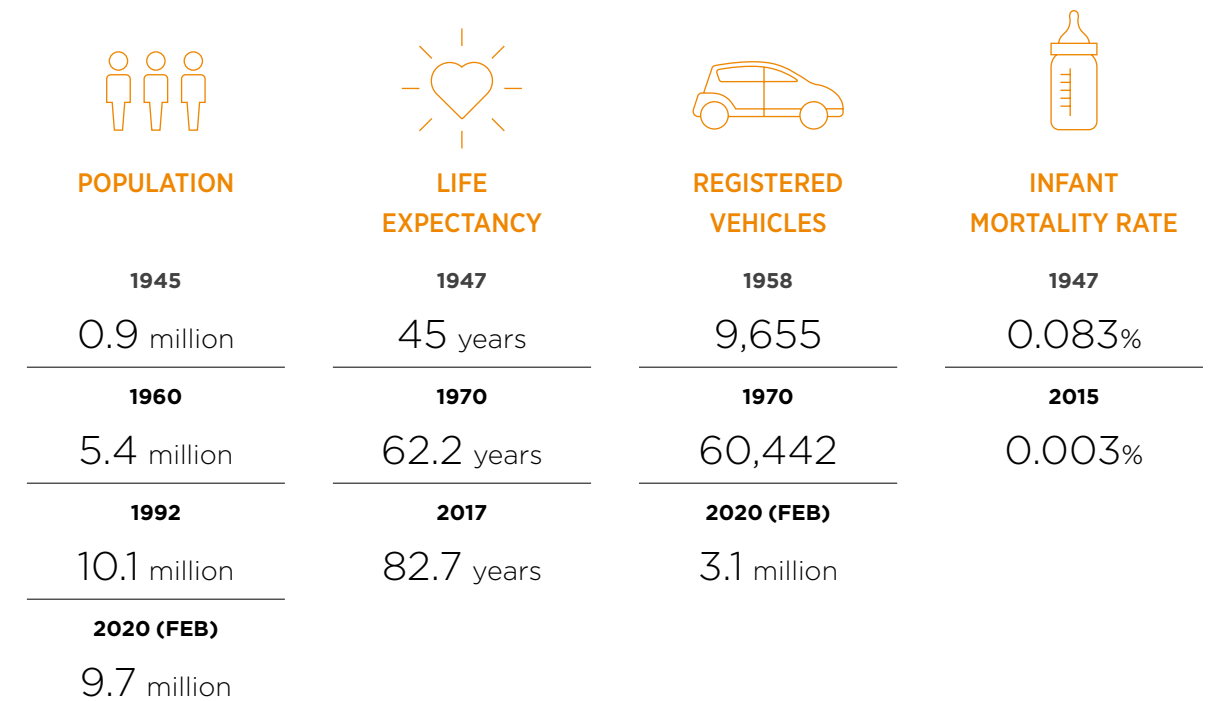 POPULATION
1945
0.9 million
1960
5.4 million
1992
10.1 million
2020 (FEB)
9.7 million
LIFE
EXPECTANCY
1947
45 years
1970
62.2 years
2017
82.7 years
REGISTERED
VEHICLES
1958
9,655
1970
60,442
2020 (FEB)
3.1 million
INFANT
MORTALITY RATE
1947
0.083%
2015
0.003%